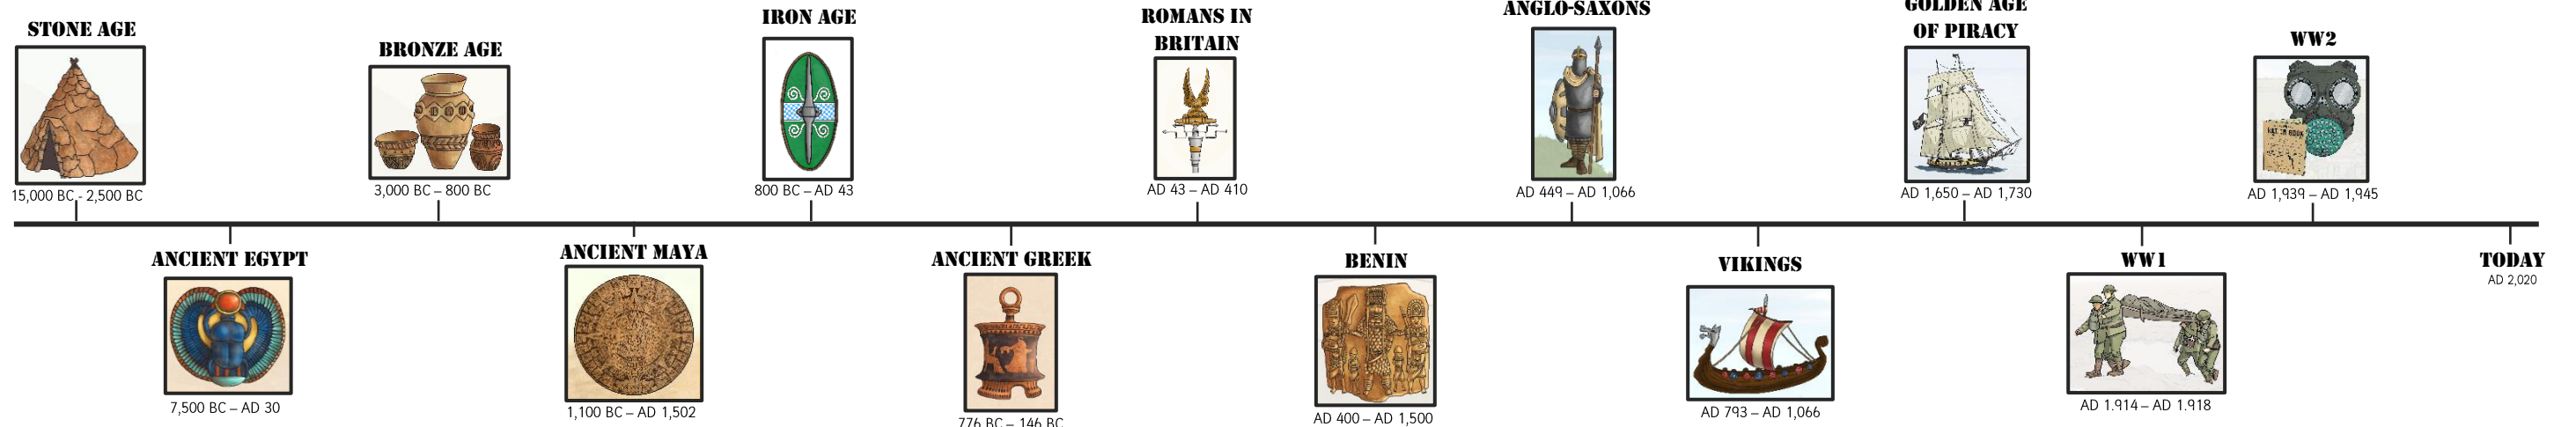 STONE AGE
15,000 BC - 2,500 BC
ANCIENT EGYPT
7,500 BC – AD 30
BRONZE AGE
3,000 BC – 800 BC
ANCIENT MAYA
1,100 BC – AD 1,502
IRON AGE
800 BC – AD 43
ANCIENT GREEK
776 BC – 146 BC
ROMANS IN
BRITAIN
AD 43 – AD 410
BENIN
AD 400 – AD 1,500
ANGLO-SAXONS
AD 449 – AD 1,066
VIKINGS
AD 793 – AD 1,066
GOLDEN AGE
OF PIRACY
AD 1,650 – AD 1,730
WW1
AD 1.914 – AD 1.918
WW2
BOOK
AD 1,939 – AD 1,945
TODAY
AD 2,020